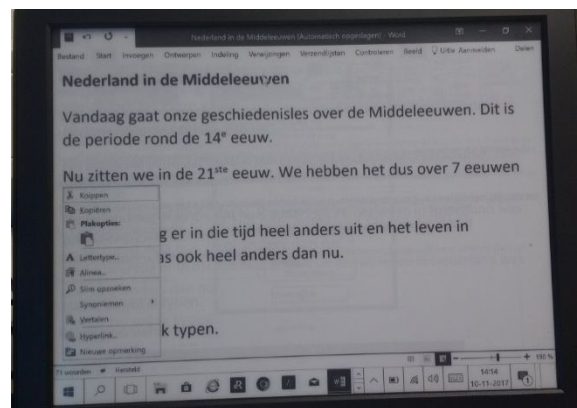 Nederland in de Middeleeuwen (Automatisch opgeslagen) - Word
Bestand Start Invoegen Ontwerpen Indeling Verwijzingen Verzendlijsten Controleren Beeld Uitle Aanmelden Delen
Nederland in de Middeleeuwen
Vandaag gaat onze geschiedenisles over de Middeleeuwen. Dit is
de periode rond de 14e eeuw.
Nu zitten we in de 21ste eeuw. We hebben het dus over 7 eeuwen
Knippen
Kopiëren
Plakopties:
g er in die tijd heel anders uit en het leven in
Lettertype...
as ook heel anders dan nu.
Alinea...
Slim opzoeken
Synoniemen
Vertalen
Hyperlink...
k typen.
Nieuwe opmerking
71 woorden Hersteld 190 %
14:14
10-11-2017